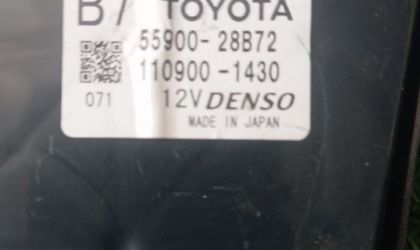 B7 TOYOTA
55900-28B72
110900-1430
071 12V DENSO
MADE IN JAPAN